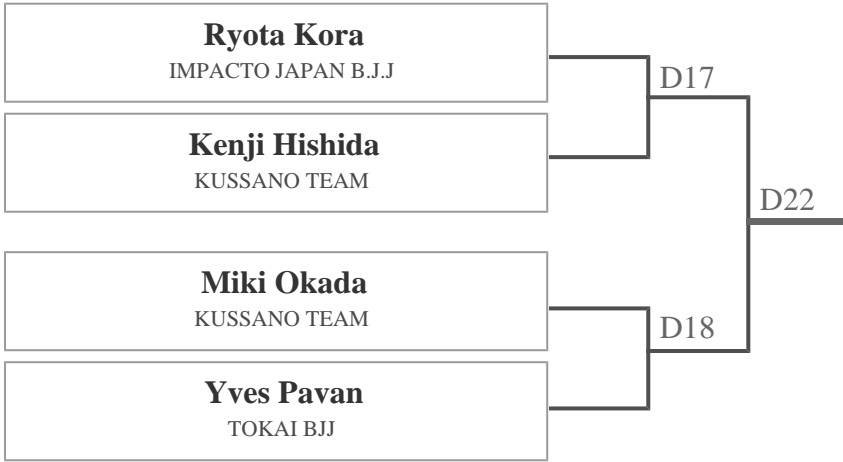 Ryota Kora
IMPACTO JAPAN B.J.J
D17
Kenji Hishida
KUSSANO TEAM
D22
Miki Okada
KUSSANO TEAM
D18
Yves Pavan
TOKAI BJJ